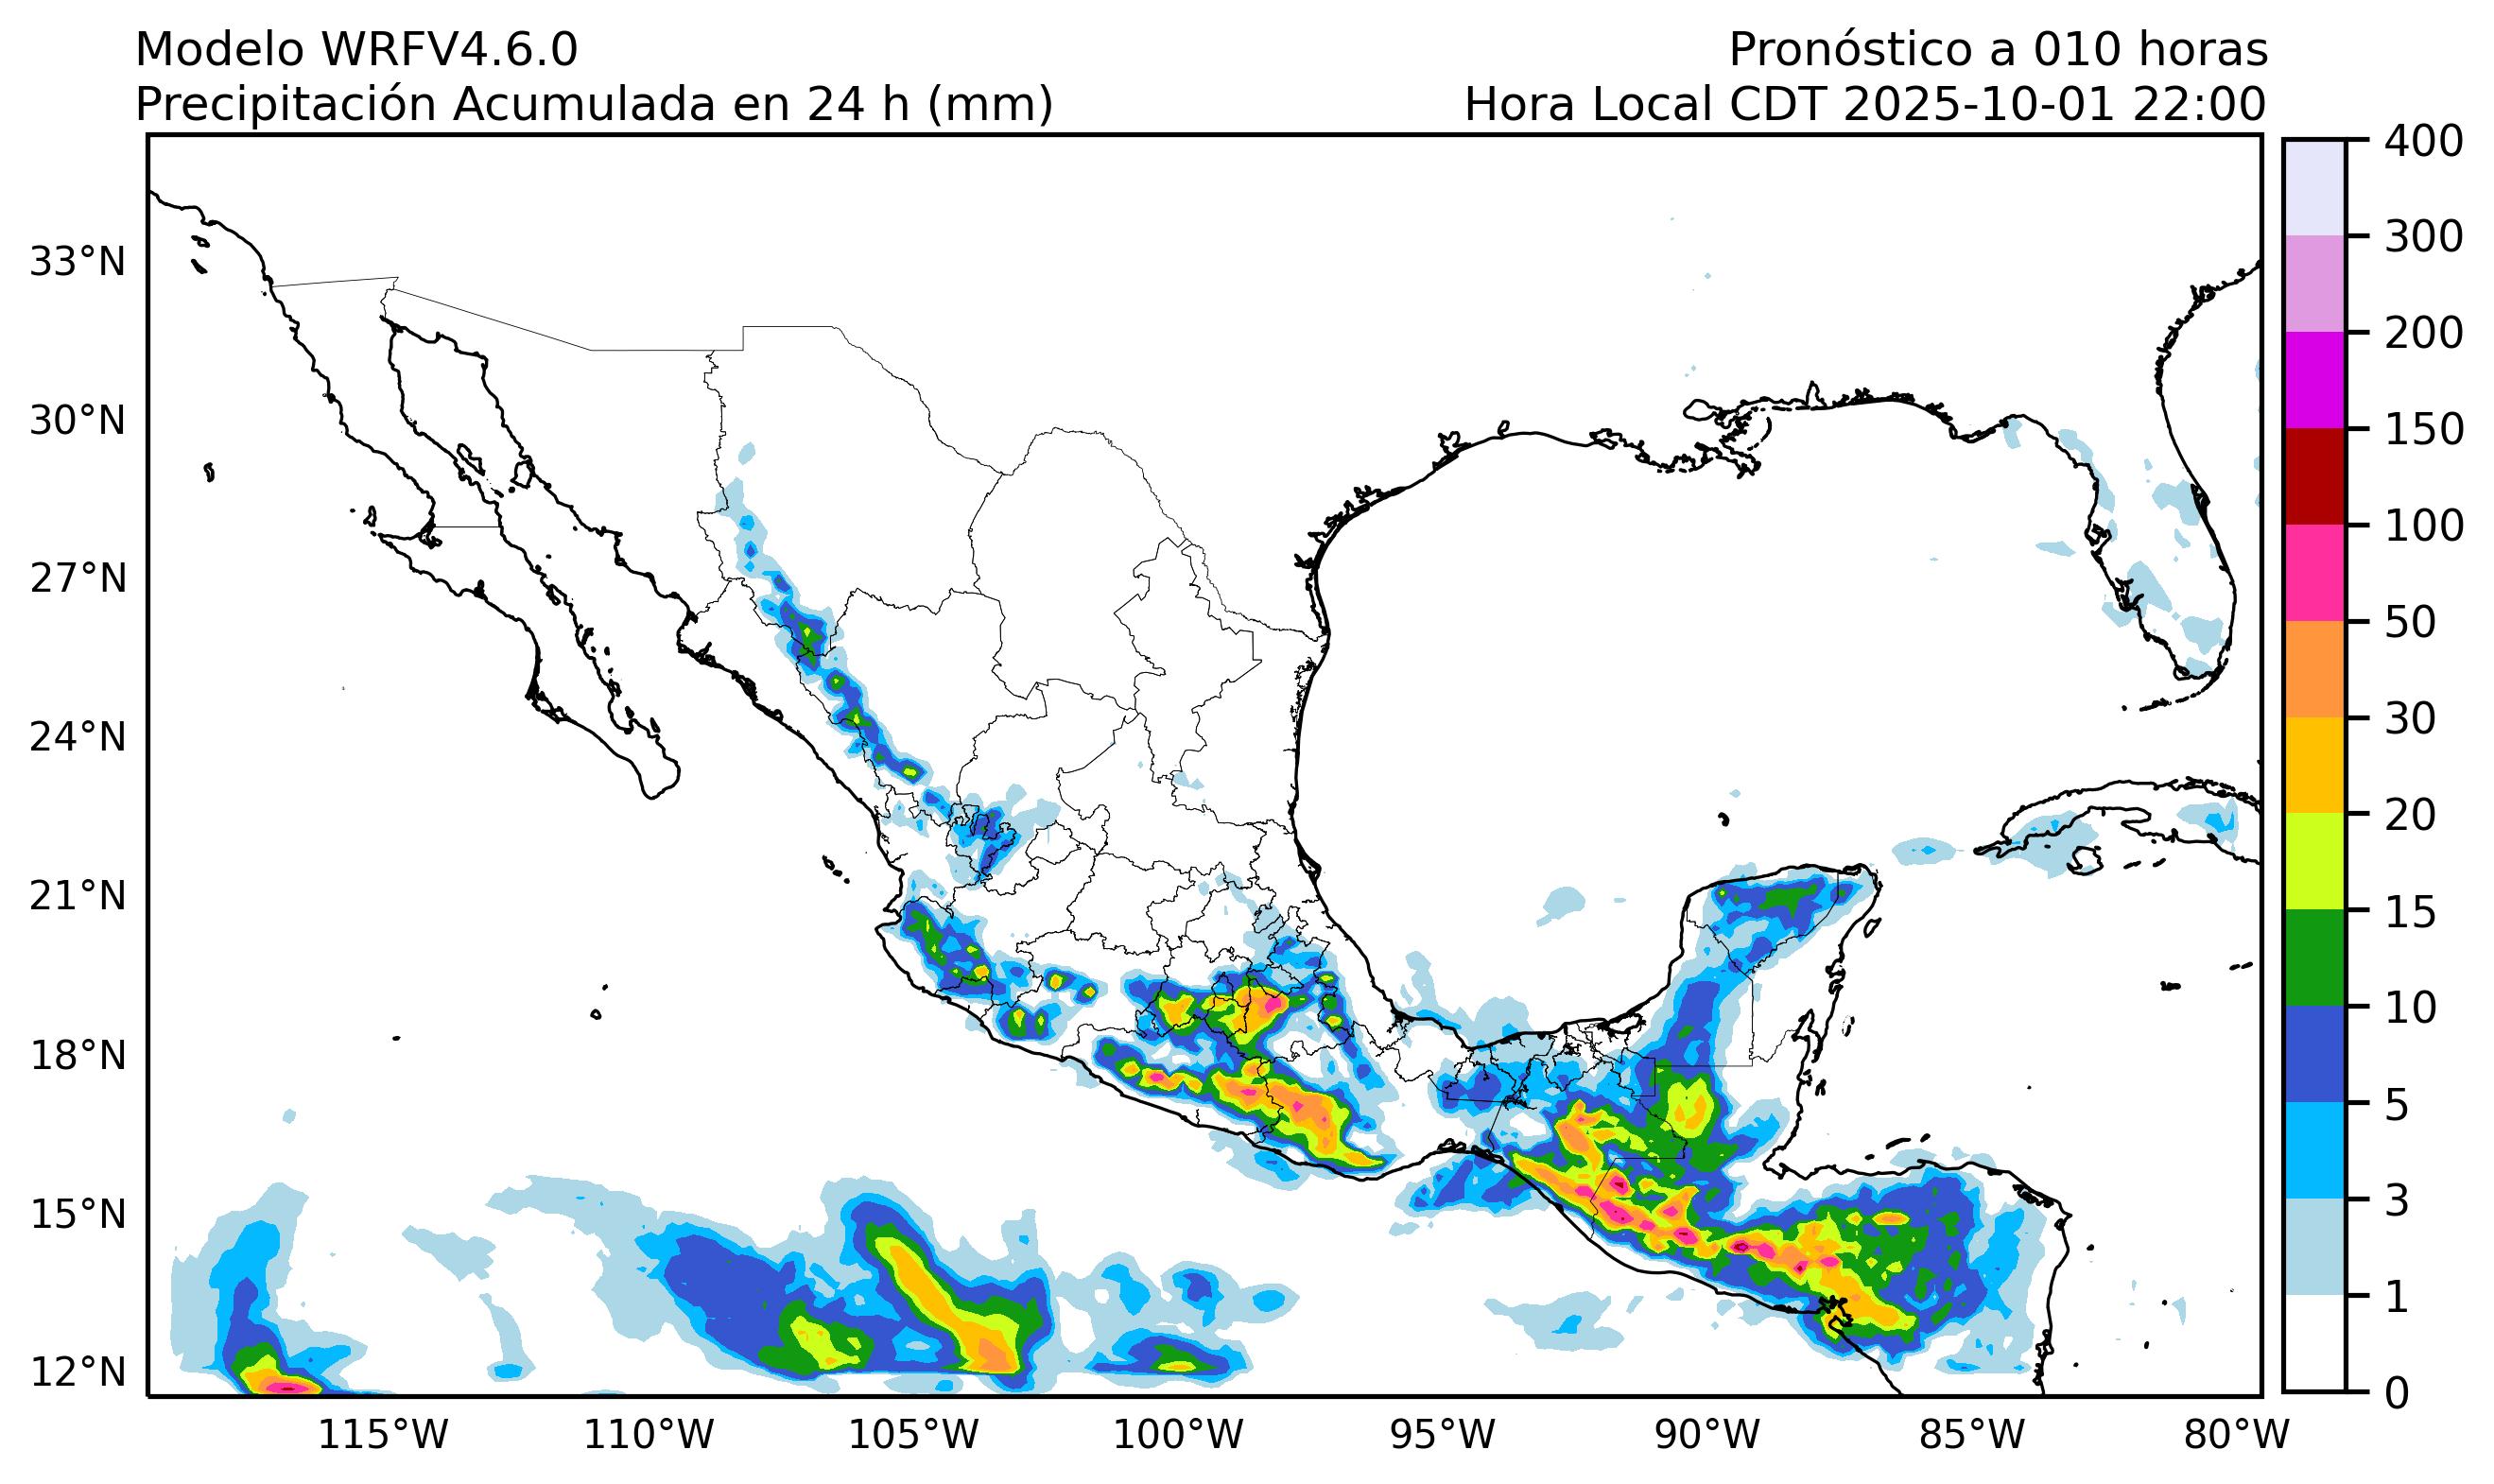 Modelo WRFV4.6.0
Pronóstico a 010 horas
Precipitación Acumulada en 24 h (mm)
Hora Local CDT 2025-10-01 22:00
33°N
30°N
27°N
24°N
21°N
18°N
15°N
12°N
115°W
110°W
105°W
100°W
95°W
90°W
85°W
80°W
400
300
200
150
100
50
30
20
15
10
5
3
1
0